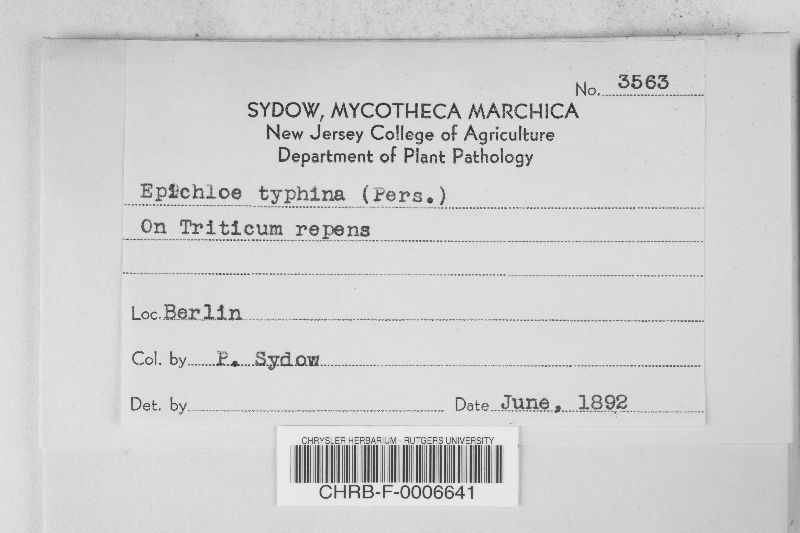 No. 3563
SYDOW, MYCOTHECA MARCHICA
New Jersey College of Agriculture
Department of Plant Pathology
Epichloe typhina (Pers.)
On Triticum repens
Loc. Berlin
Col. by P. Sydow
Det. by Date June, 1892
CHRYSLER HERBARIUM - RUTGERS UNIVERSITY
CHRB-F-0006641